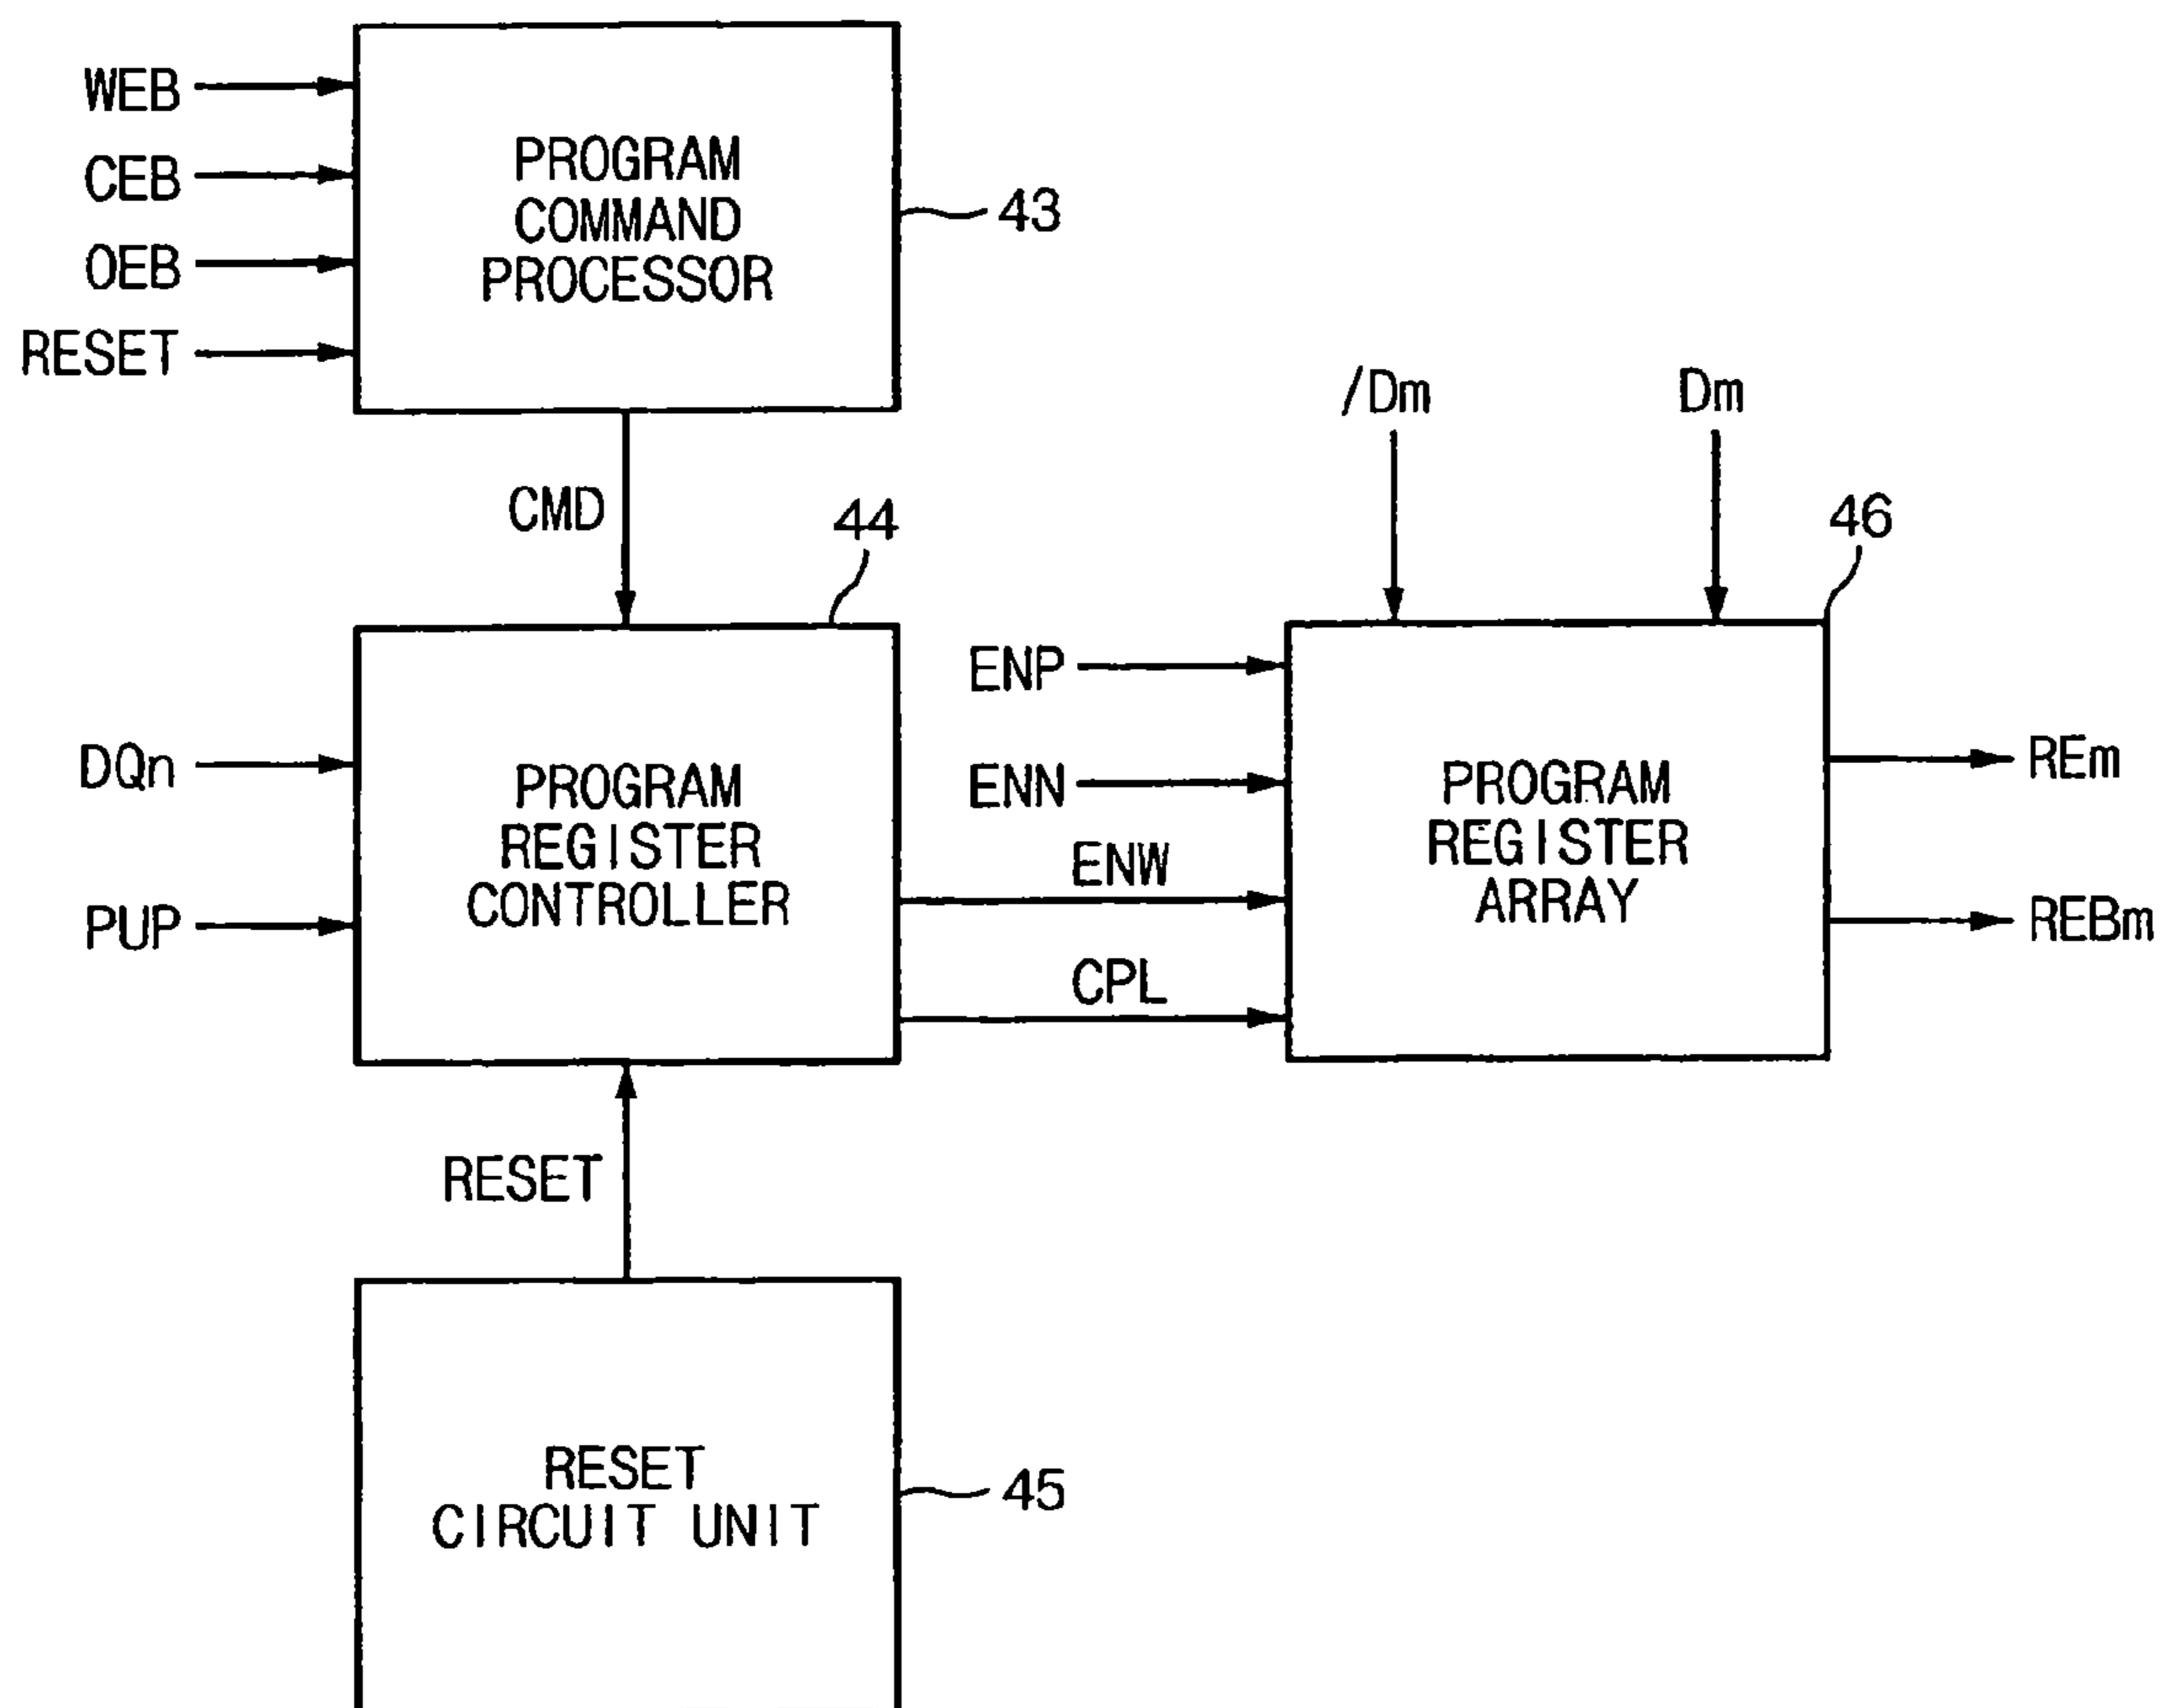 WEB
CEB
OEB
RESET
PROGRAM
COMMAND
PROCESSOR
43
CMD
44
/Dm
Dm
46
DQn
PUP
PROGRAM
REGISTER
CONTROLLER
ENP
ENN
ENW
CPL
PROGRAM
REGISTER
ARRAY
REm
REBm
RESET
RESET
CIRCUIT UNIT
45